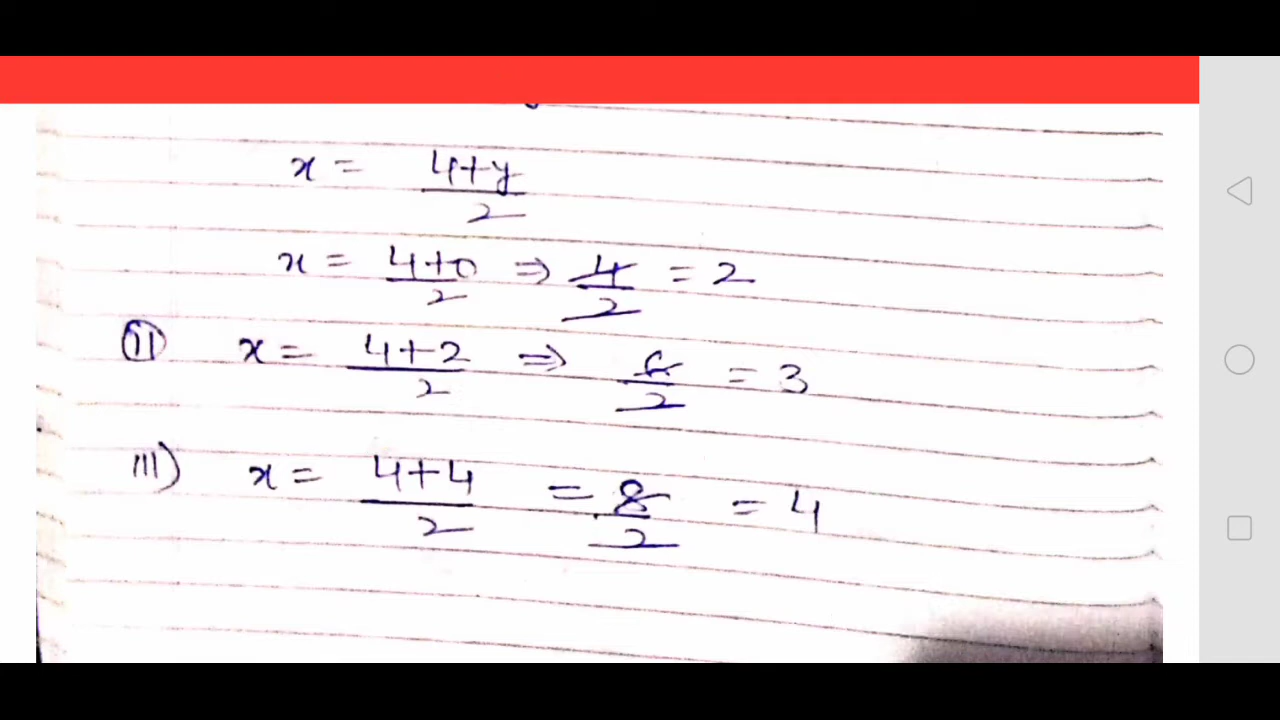 x = 4+y/2
x = 4+0/2 ⇒ 4/2 = 2
(II) x = 4+2/2 ⇒ 6/2 = 3
III) x = 4+4/2 = 8/2 = 4